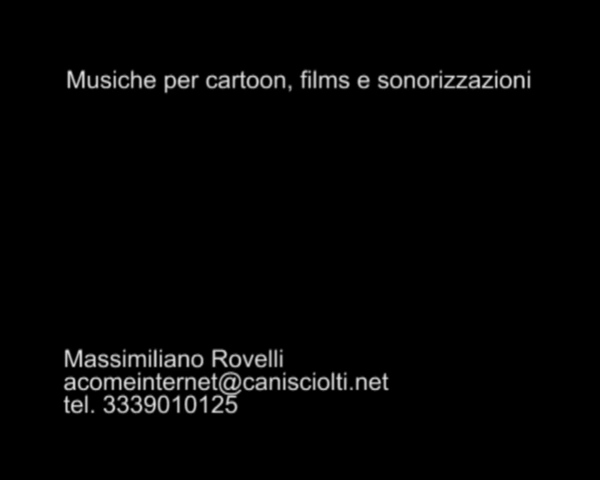 Musiche per cartoon, films e sonorizzazioni
Massimiliano Rovelli
acomeinternet@canisciolti.net
tel. 3339010125